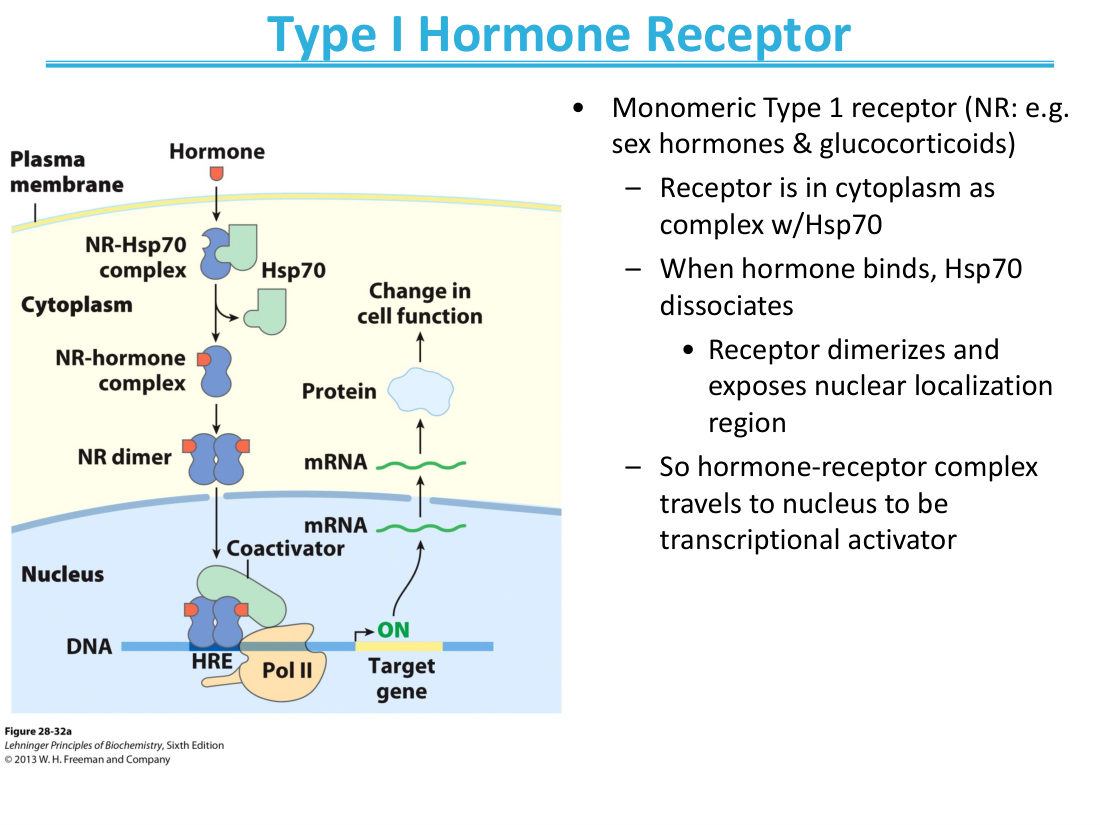 Type I Hormone Receptor
Hormone
Plasma
membrane
NR-Hsp70
complex
Hsp70
Cytoplasm
Change in
cell function
NR-hormone
complex
Protein
NR dimer
mRNA
mRNA
Coactivator
Nucleus
ON
DNA
HRE
Pol II
Target
gene
Figure 28-32a
Lehninger Principles of Biochemistry, Sixth Edition
© 2013 W. H. Freeman and Company
• Monomeric Type 1 receptor (NR: e.g.
sex hormones & glucocorticoids)
– Receptor is in cytoplasm as
complex w/Hsp70
– When hormone binds, Hsp70
dissociates
• Receptor dimerizes and
exposes nuclear localization
region
– So hormone-receptor complex
travels to nucleus to be
transcriptional activator